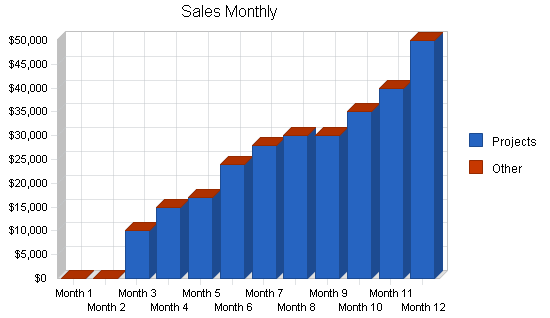 Sales Monthly
$50,000
$45,000
$40,000
$35,000
$30,000
$25,000
$20,000
$15,000
$10,000
$5,000
$0
Projects
Other
Month 1 Month 3 Month 5 Month 7 Month 9 Month 11
Month 2 Month 4 Month 6 Month 8 Month 10 Month 12